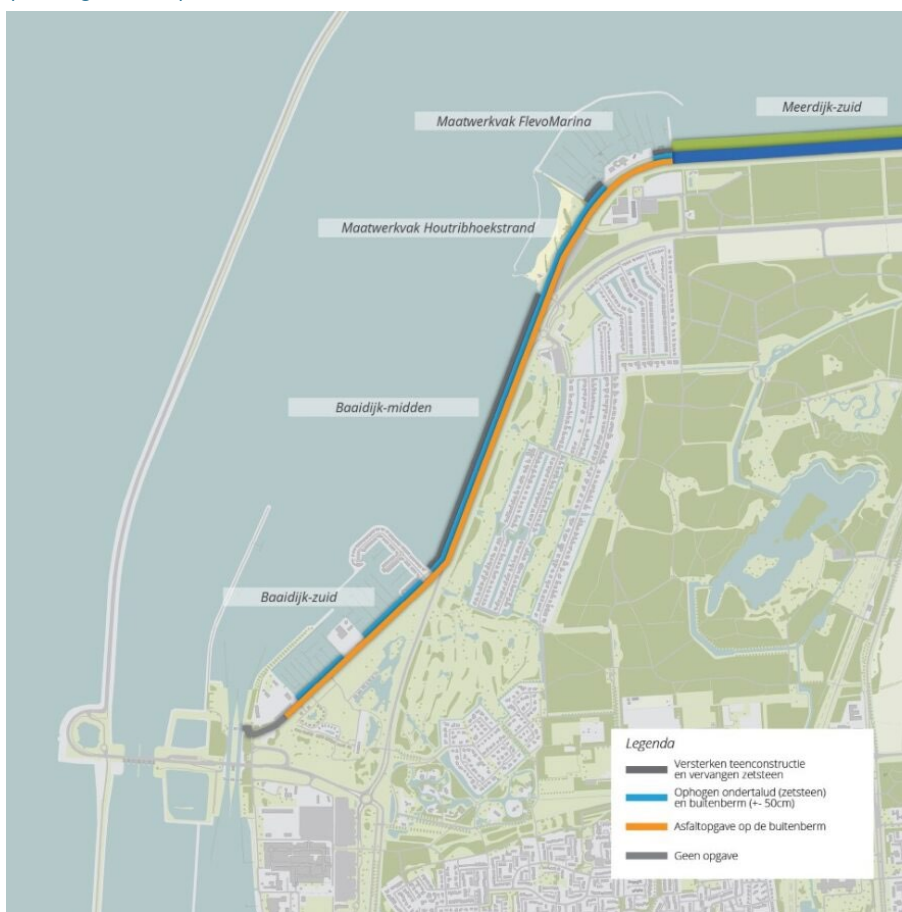 Meerdijk-zuid
Maatwerkvak FlevoMarina
Maatwerkvak Houtribhoekstrand
Baaidijk-midden
Baaidijk-zuid
Legenda
Versterken teenconstructie
en vervangen zetsteen
Ophogen ondertalud (zetsteen)
en buitenberm (+- 50cm)
Asfaltopgave op de buitenberm
Geen opgave